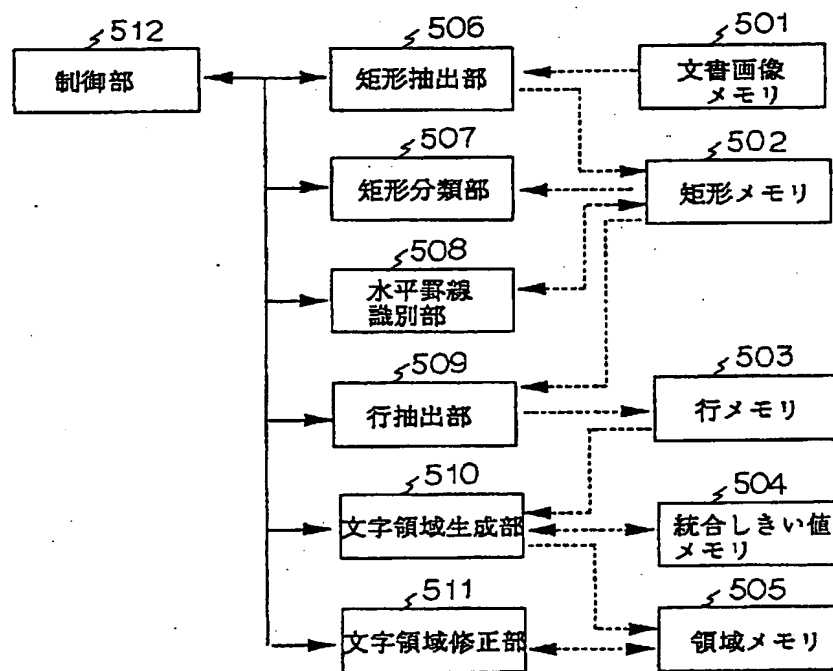 512
制御部
506
矩形抽出部
501
文書画像
メモリ
507
矩形分類部
502
矩形メモリ
508
水平罫線
識別部
509
行抽出部
503
行メモリ
510
文字領域生成部
504
統合しきい値
メモリ
511
文字領域修正部
505
領域メモリ